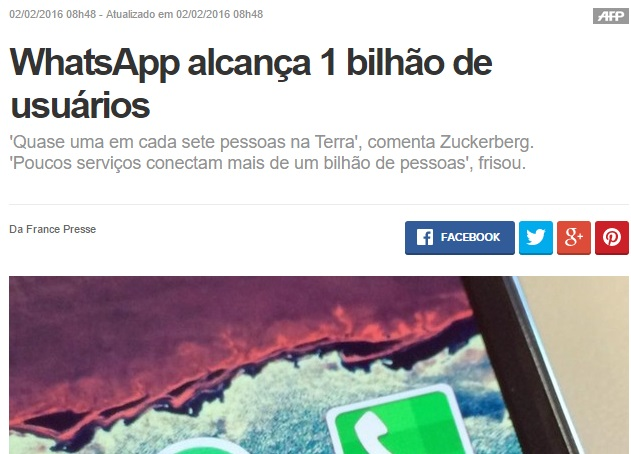 02/02/2016 08h48 - Atualizado em 02/02/2016 08h48
AFP
WhatsApp alcança 1 bilhão de
usuários
'Quase uma em cada sete pessoas na Terra', comenta Zuckerberg.
'Poucos serviços conectam mais de um bilhão de pessoas', frisou.
Da France Presse
FACEBOOK